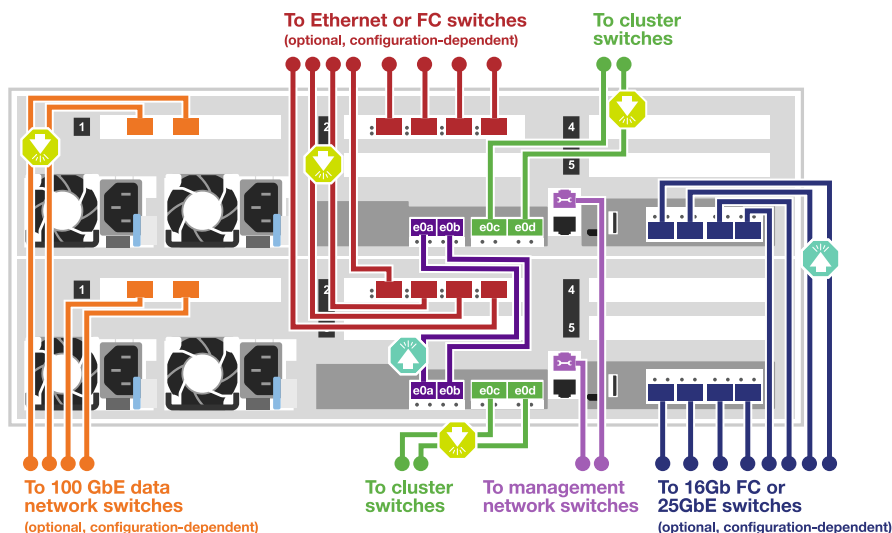 To Ethernet or FC switches
(optional, configuration-dependent)
To cluster
switches
1
2
4
5
e0a e0b
e0c e0d
1
2
4
5
e0a e0b
e0c e0d
To 100 GbE data
network switches
(optional, configuration-dependent)
To cluster
switches
To management
network switches
To 16Gb FC or
25GbE switches
(optional, configuration-dependent)